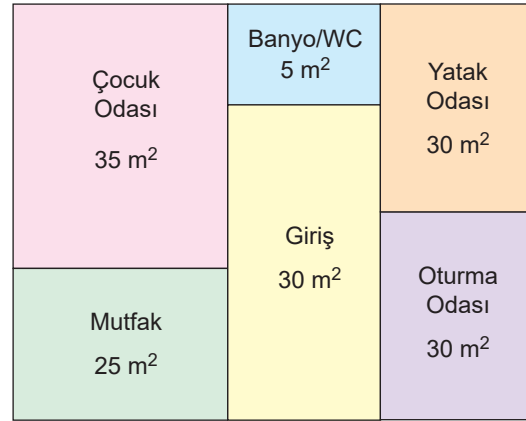 Çocuk
Odası
35 m²
Banyo/WC
5 m²
Yatak
Odası
30 m²
Giriş
30 m²
Mutfak
25 m²
Oturma
Odası
30 m²